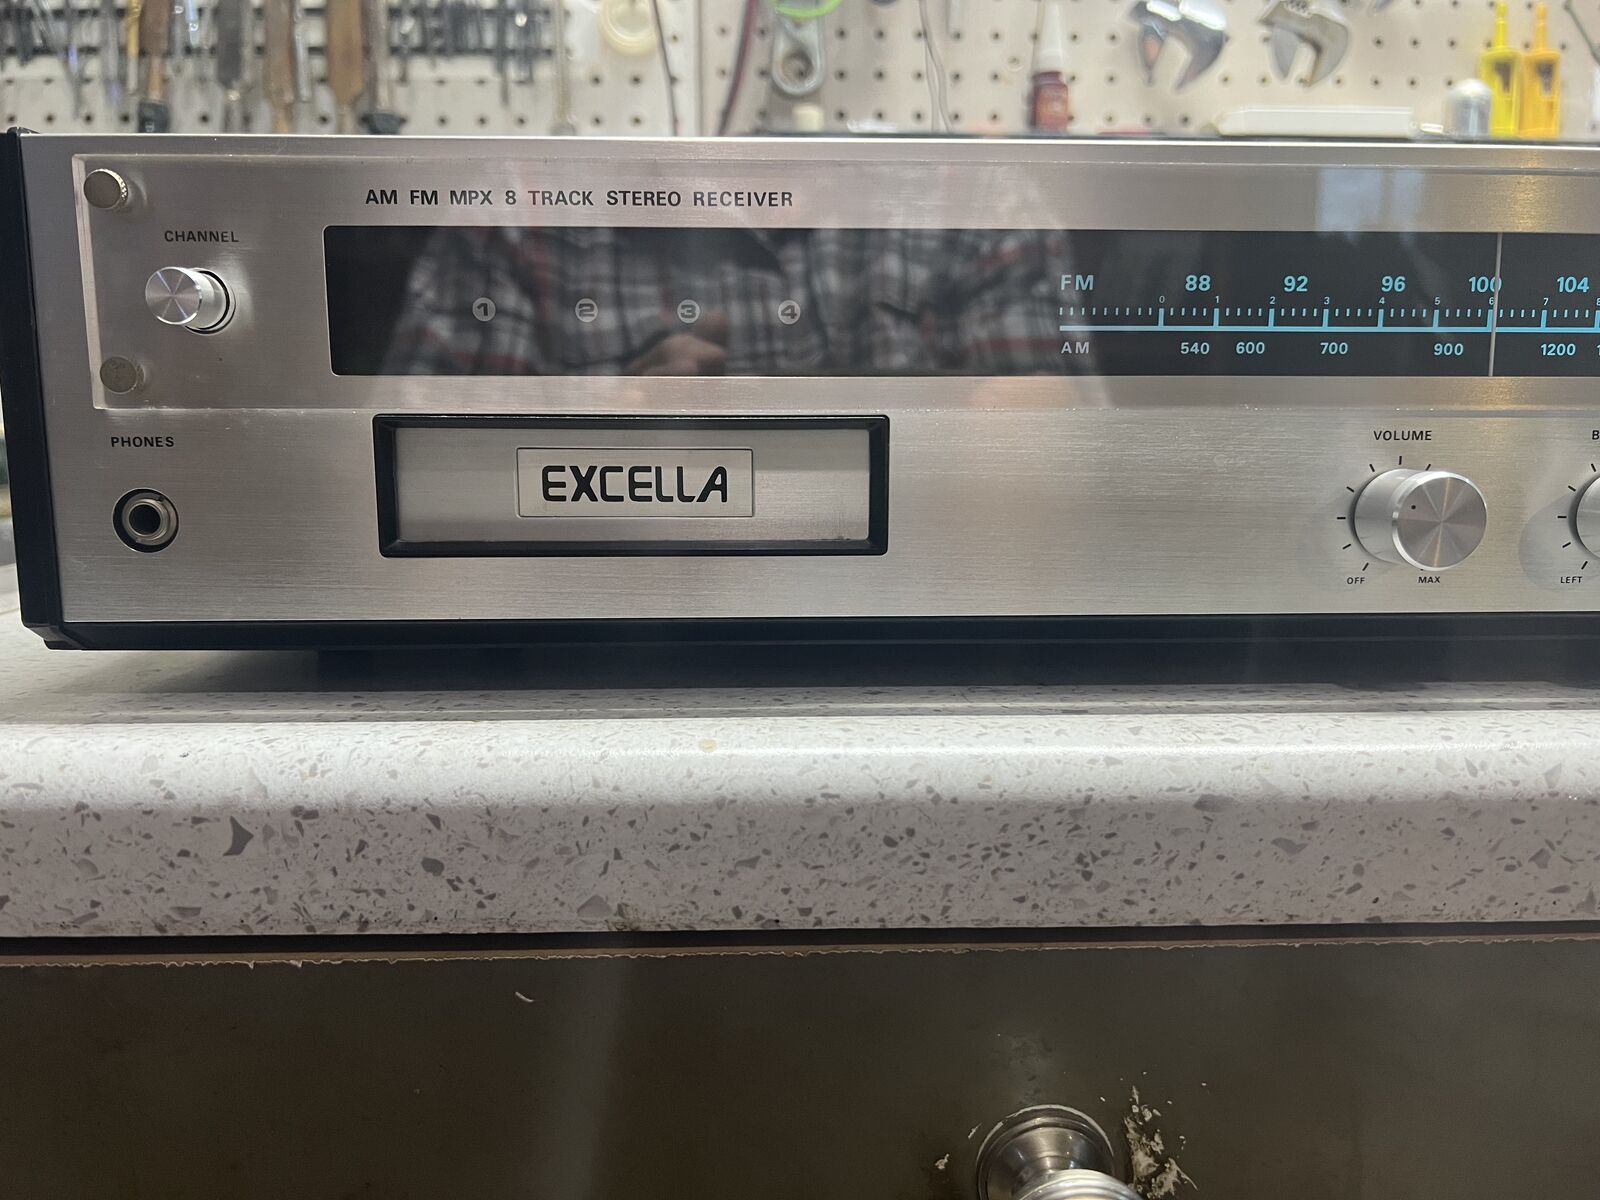 AM FM MPX 8 TRACK STEREO RECEIVER
CHANNEL
1 2 3 4
FM 88 92 96 100 104
0 1 2 3 4 5 6 7 8
AM 540 600 700 900 1200 1
PHONES
EXCELLA
VOLUME
B
OFF MAX
LEFT